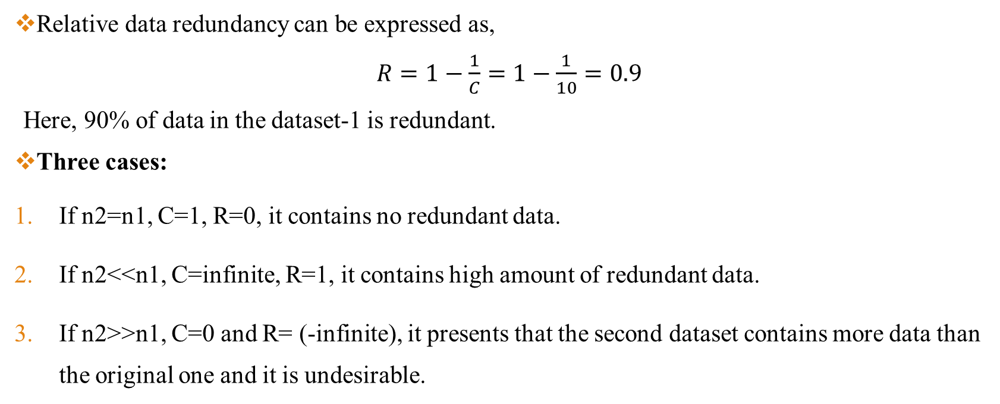 ❖Relative data redundancy can be expressed as,
R = 1 − 1/C = 1 − 1/10 = 0.9
Here, 90% of data in the dataset-1 is redundant.
❖Three cases:
1. If n2=n1, C=1, R=0, it contains no redundant data.
2. If n2<<n1, C=infinite, R=1, it contains high amount of redundant data.
3. If n2>>n1, C=0 and R= (-infinite), it presents that the second dataset contains more data than
the original one and it is undesirable.